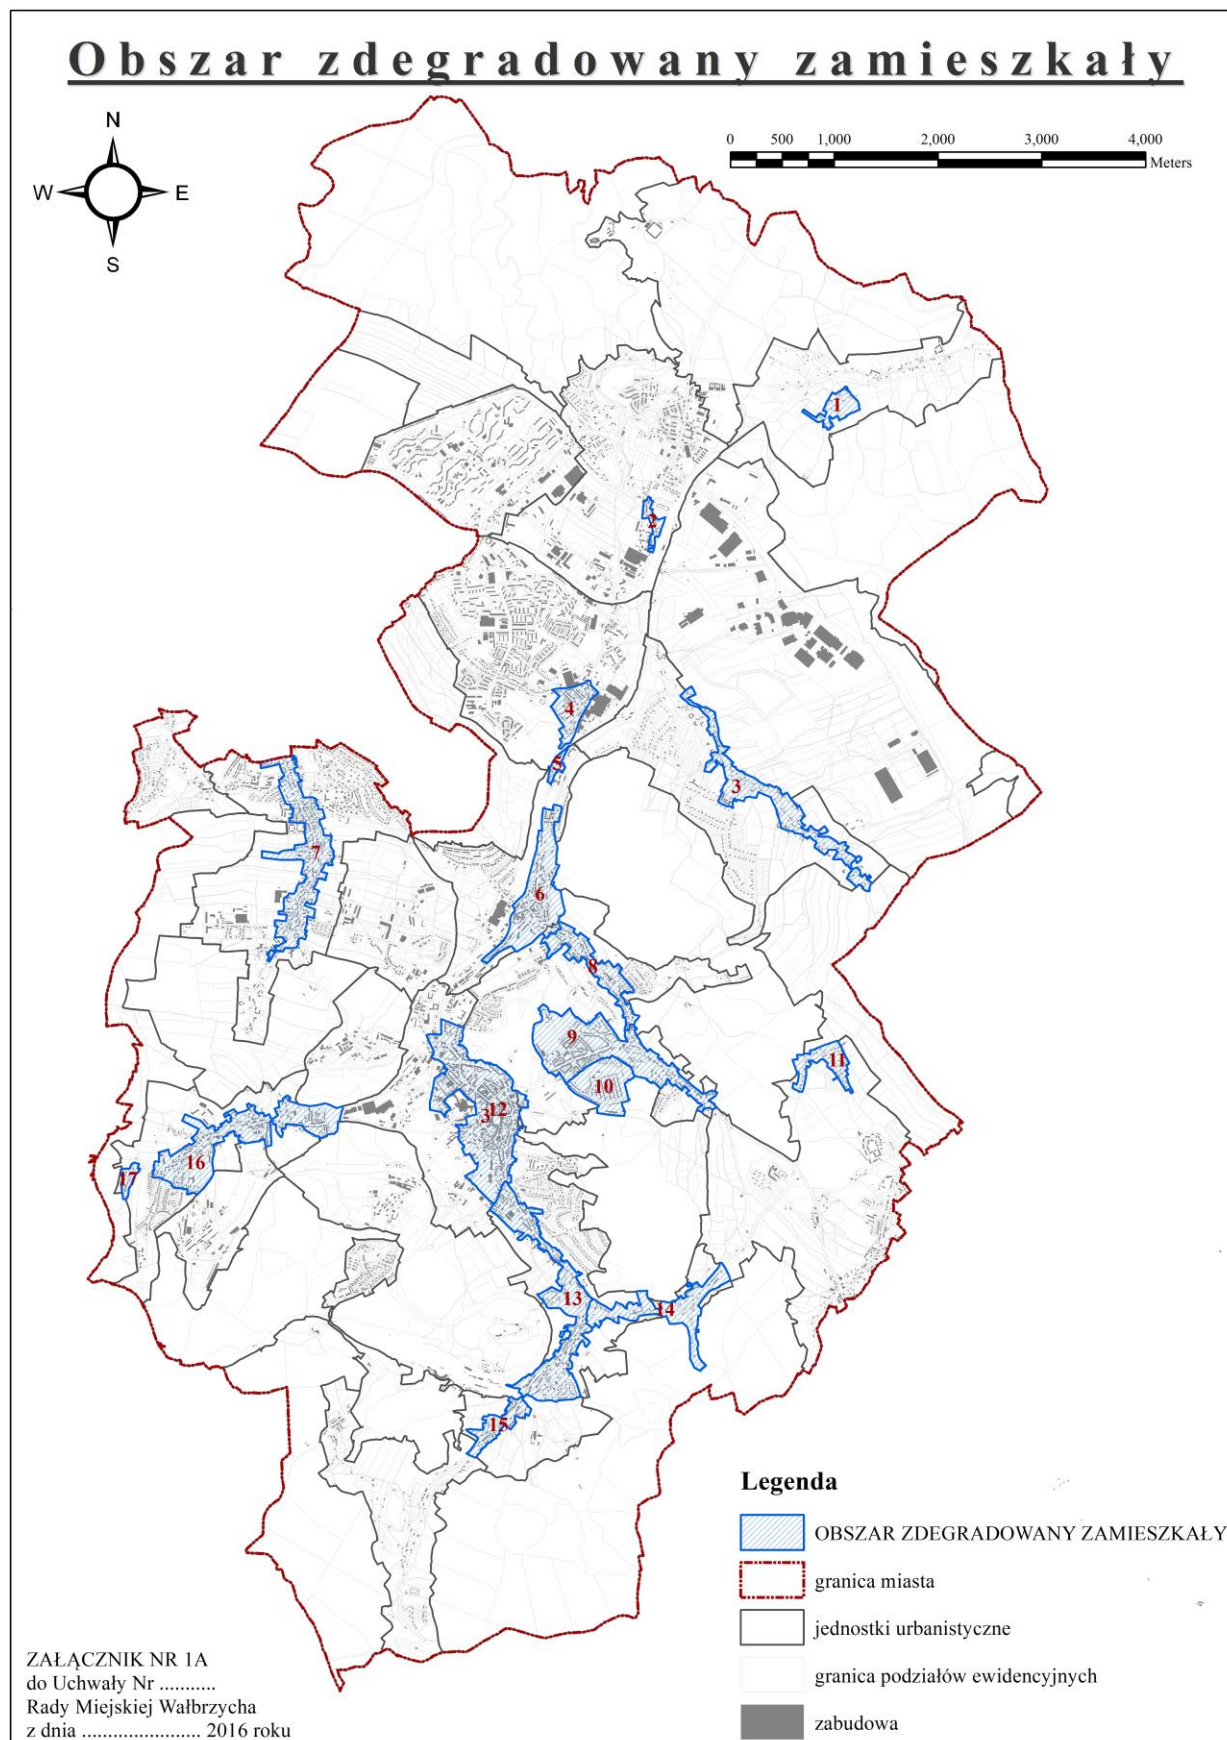 Obszar zdegradowany zamieszkały
N
W E
S
0 500 1,000 2,000 3,000 4,000
Meters
1
2
4
5
3
7
6
8
9
11
10
3 12
16
17
13
14
15
Legenda
OBSZAR ZDEGRADOWANY ZAMIESZKAŁY
granica miasta
jednostki urbanistyczne
granica podziałów ewidencyjnych
zabudowa
ZAŁĄCZNIK NR 1A
do Uchwały Nr ...........
Rady Miejskiej Wałbrzycha
z dnia ....................... 2016 roku